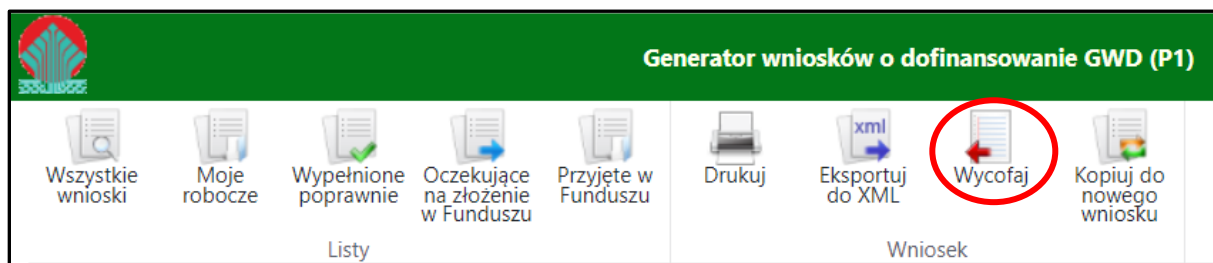 Generator wniosków o dofinansowanie GWD (P1)
Wszystkie
wnioski
Moje
robocze
Wypełnione
poprawnie
Oczekujące
na złożenie
w Funduszu
Przyjęte w
Funduszu
Listy
Drukuj
xml
Eksportuj
do XML
Wycofaj
Kopiuj do
nowego
wniosku
Wniosek